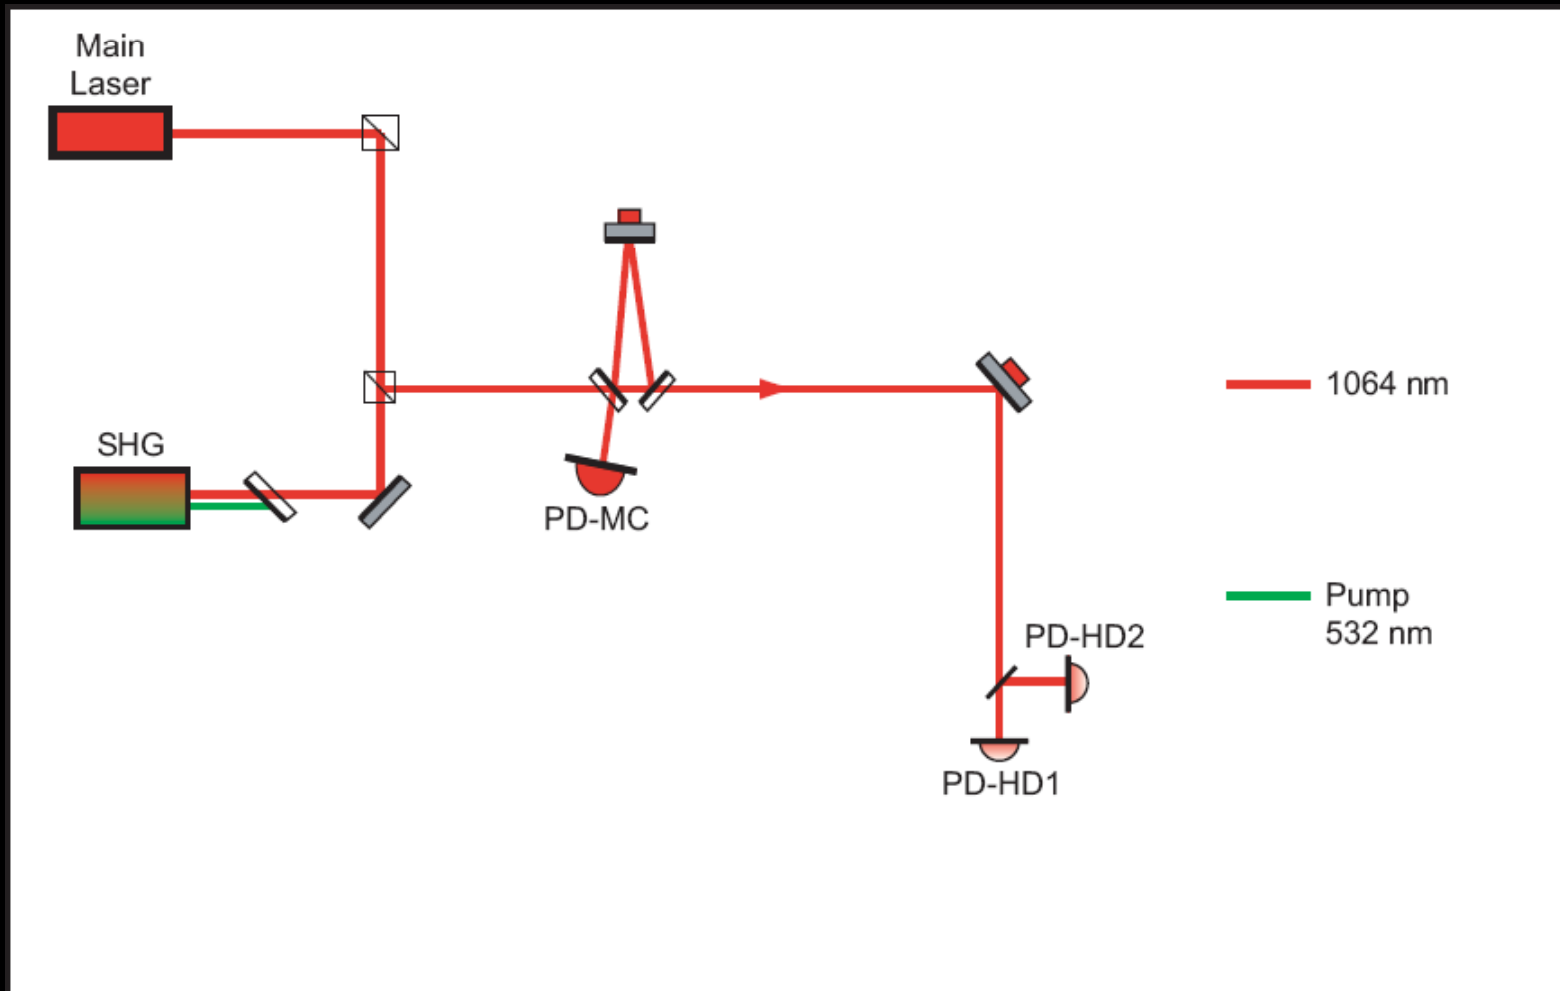 Main
Laser
1064 nm
SHG
PD-MC
Pump
532 nm
PD-HD2
PD-HD1